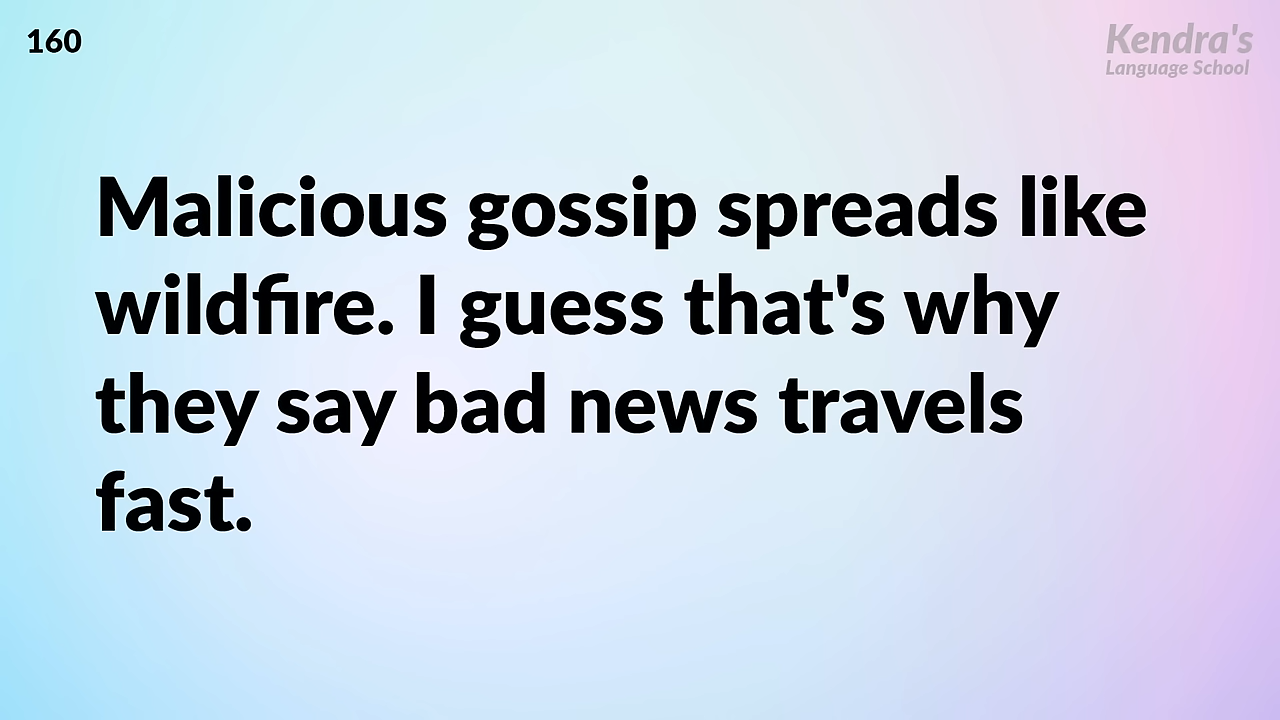 160
Kendra's
Language School
Malicious gossip spreads like
wildfire. I guess that's why
they say bad news travels
fast.